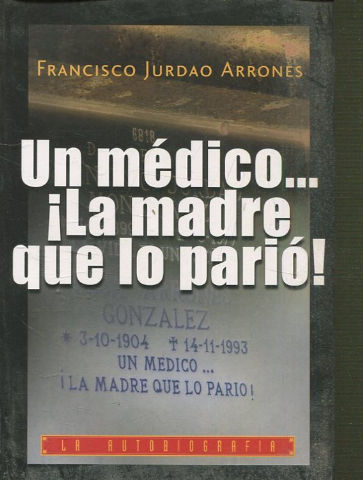 FRANCISCO JURDAO ARRONES
6818
Un médico...
¡La madre
que lo parió!
GONZALEZ
* 3-10-1904 ✝ 14-11-1993
UN MEDICO ...
¡LA MADRE QUE LO PARIO!
LA AUTOBIOGRAFIA